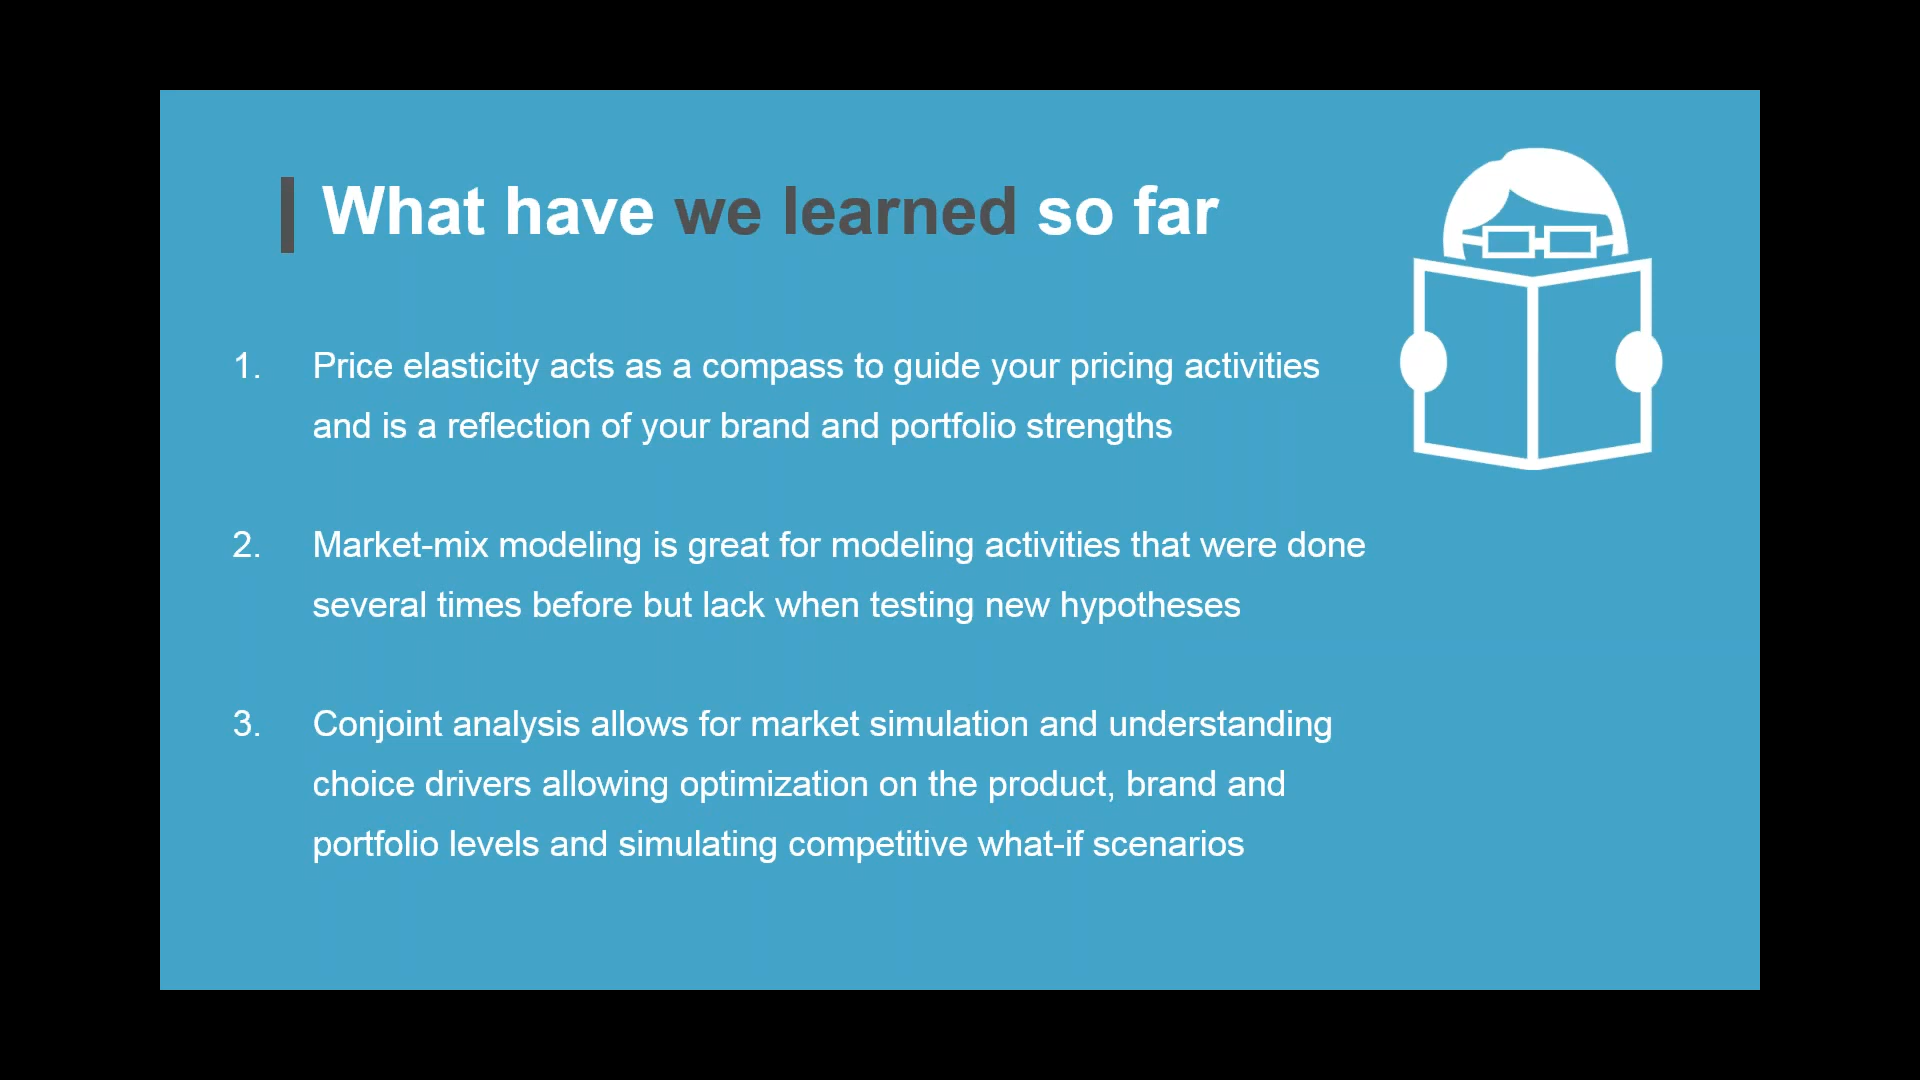 What have we learned so far
1. Price elasticity acts as a compass to guide your pricing activities
and is a reflection of your brand and portfolio strengths
2. Market-mix modeling is great for modeling activities that were done
several times before but lack when testing new hypotheses
3. Conjoint analysis allows for market simulation and understanding
choice drivers allowing optimization on the product, brand and
portfolio levels and simulating competitive what-if scenarios